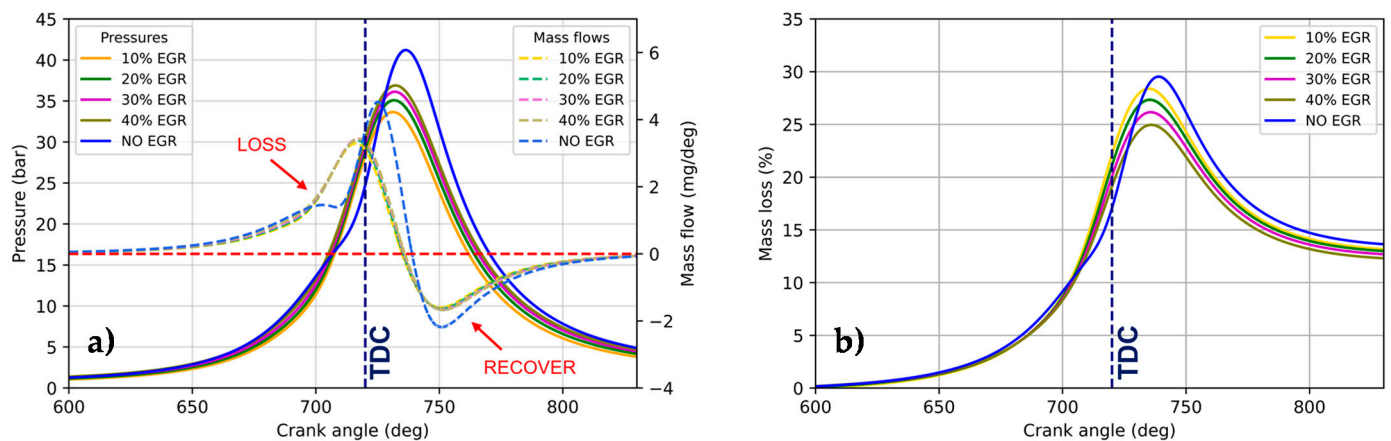 45
40
35
30
25
20
15
10
5
0
Pressure (bar)
Pressures
10% EGR
20% EGR
30% EGR
40% EGR
NO EGR
Mass flows
10% EGR
20% EGR
30% EGR
40% EGR
NO EGR
LOSS
RECOVER
TDC
a)
6
4
2
0
−2
−4
Mass flow (mg/deg)
600
650
700
750
800
Crank angle (deg)
35
30
25
20
15
10
5
0
Mass loss (%)
10% EGR
20% EGR
30% EGR
40% EGR
NO EGR
TDC
b)
600
650
700
750
800
Crank angle (deg)